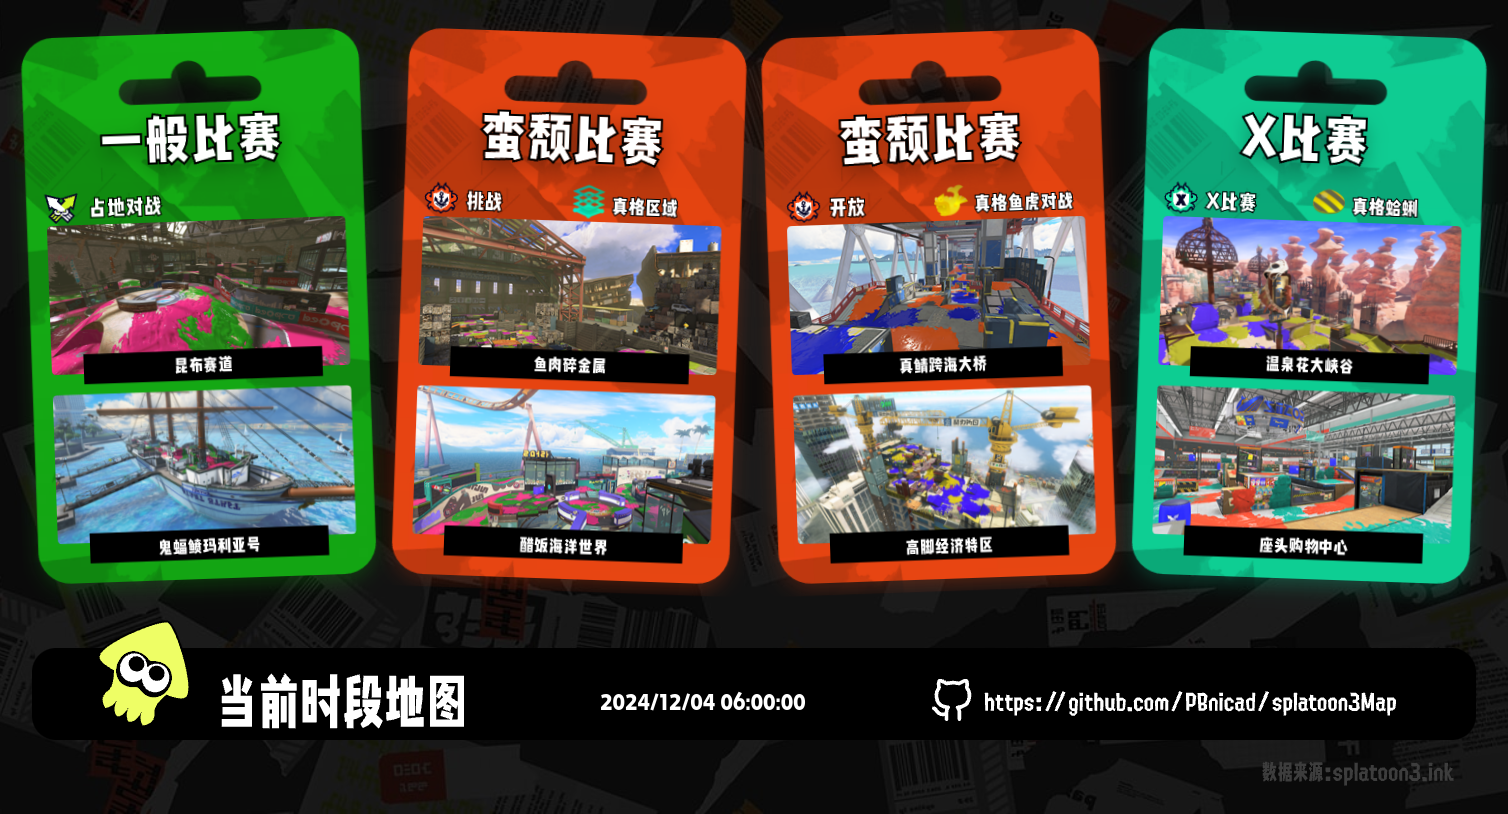 一般比赛
占地对战
昆布赛道
鬼蝠鲼玛利亚号
蛮颓比赛
挑战
真格区域
鱼肉碎金属
醋饭海洋世界
蛮颓比赛
开放
真格鱼虎对战
真鲭跨海大桥
高脚经济特区
X比赛
X比赛
真格蛤蜊
温泉花大峡谷
座头购物中心
当前时段地图
2024/12/04 06:00:00
https://github.com/PBnicad/splatoon3Map
数据来源:splatoon3.ink